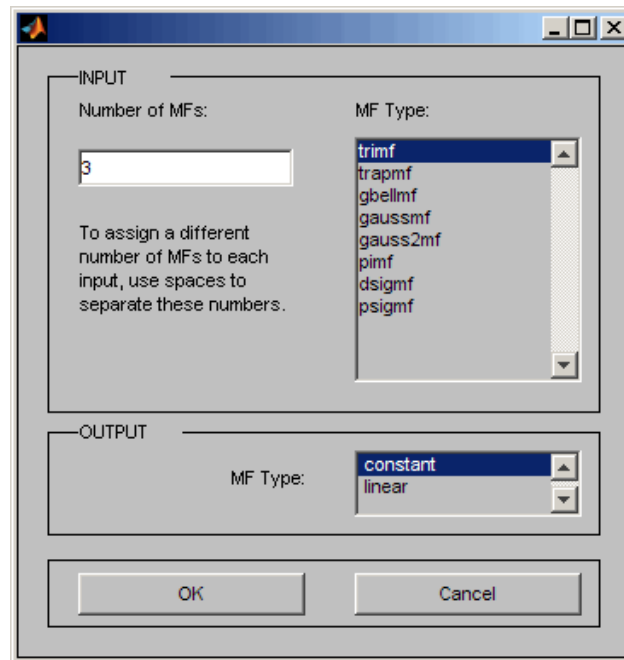 INPUT
Number of MFs:
3
To assign a different
number of MFs to each
input, use spaces to
separate these numbers.
MF Type:
trimf
trapmf
gbellmf
gaussmf
gauss2mf
pimf
dsigmf
psigmf
OUTPUT
MF Type:
constant
linear
OK
Cancel